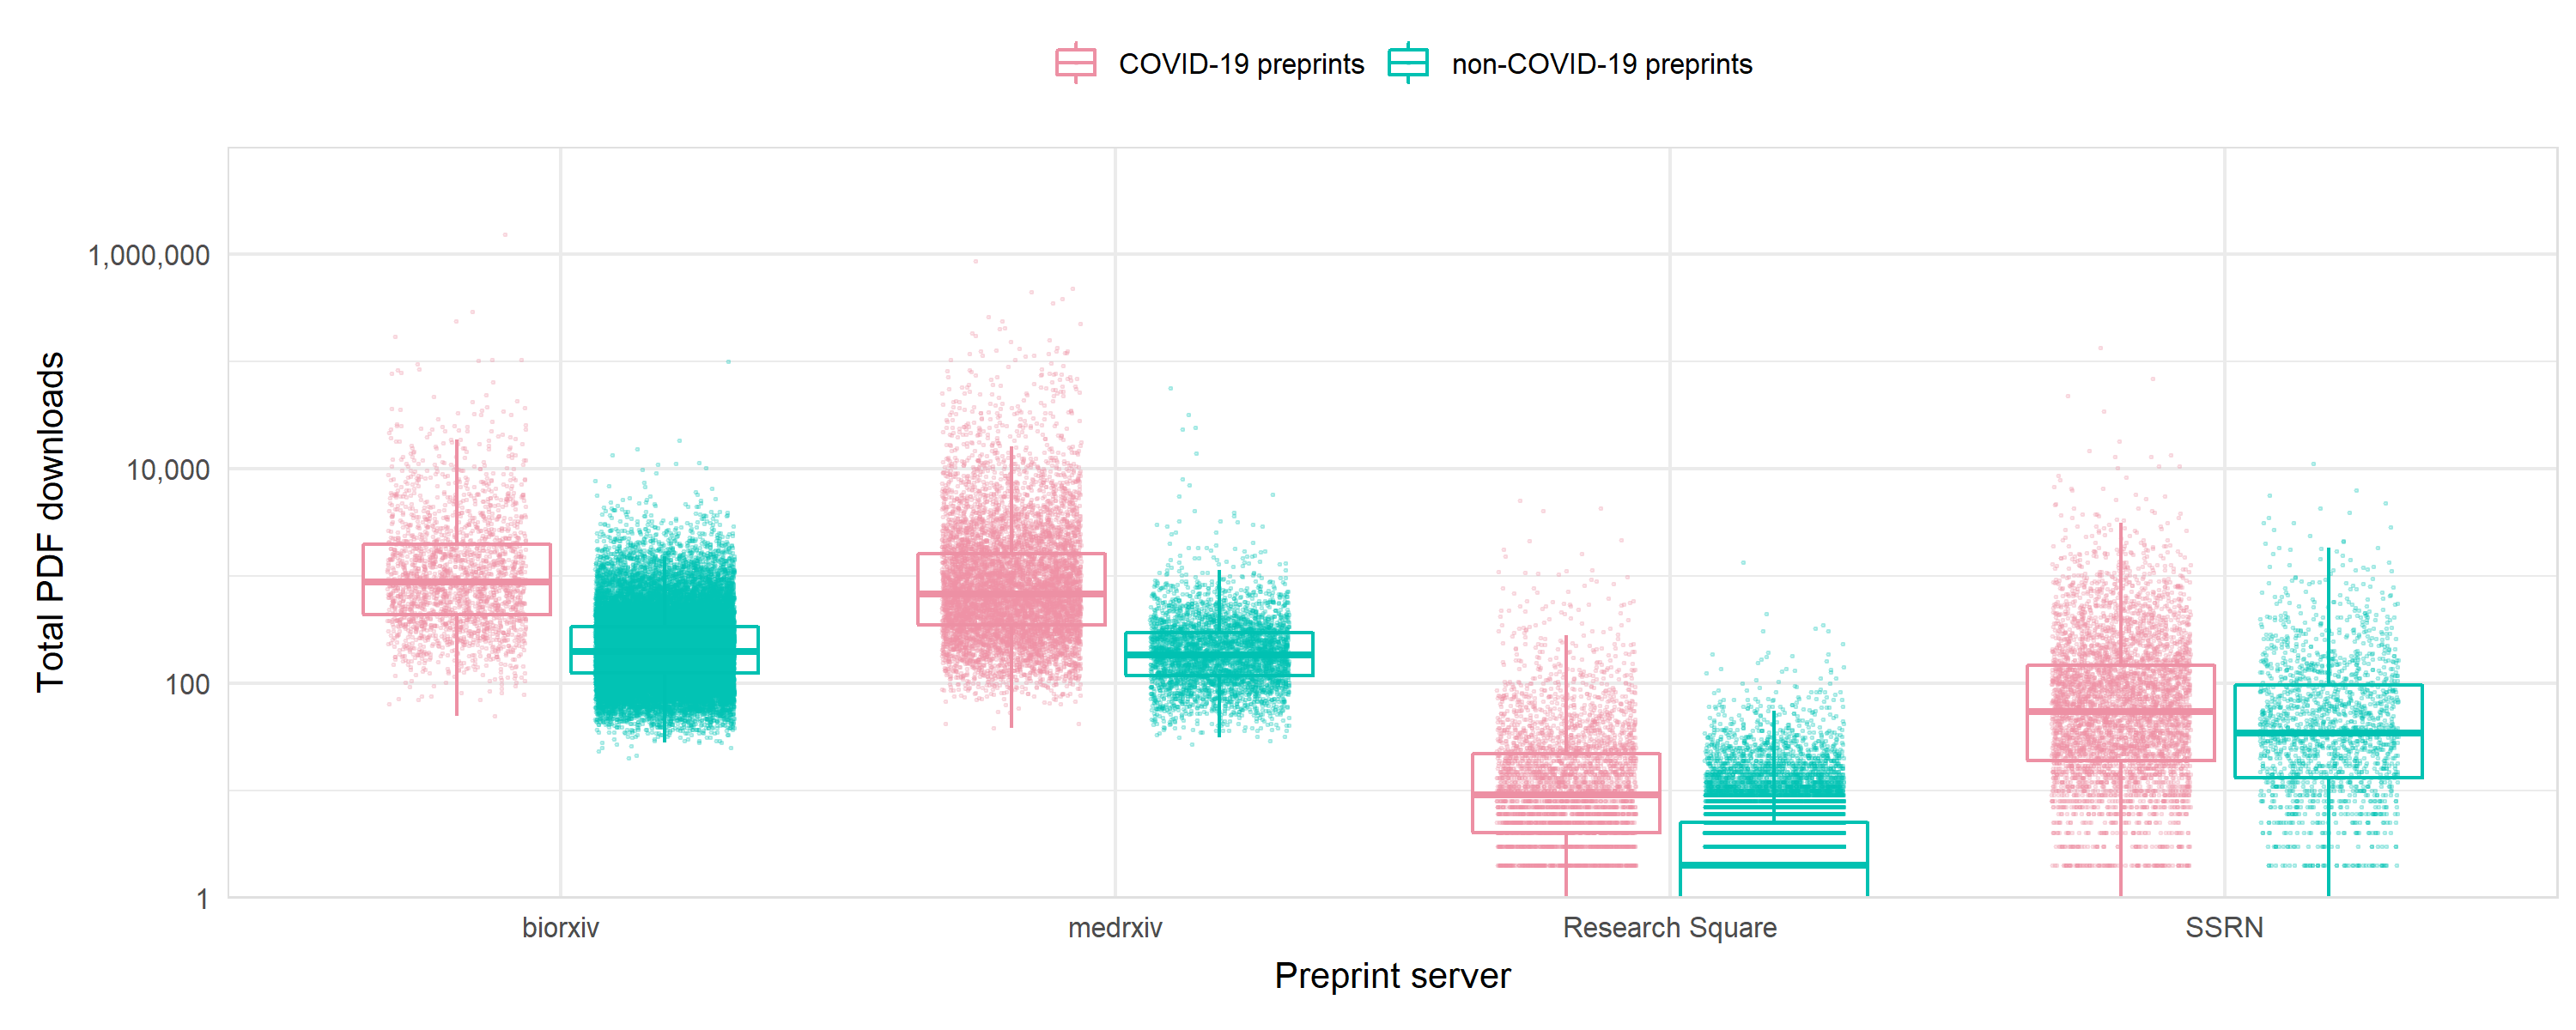 COVID-19 preprints non-COVID-19 preprints
Total PDF downloads
1,000,000
10,000
100
1
biorxiv medrxiv Research Square SSRN
Preprint server